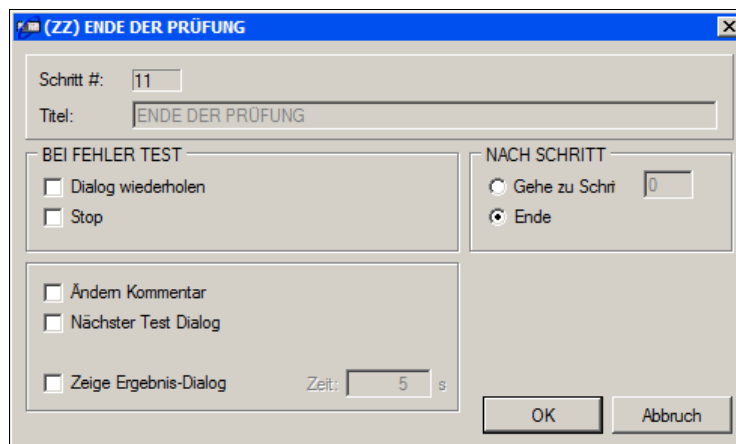 (ZZ) ENDE DER PRÜFUNG
Schritt #: 11
Titel: ENDE DER PRÜFUNG
BEI FEHLER TEST
Dialog wiederholen
Stop
NACH SCHRITT
Gehe zu Schri 0
Ende
Ändern Kommentar
Nächster Test Dialog
Zeige Ergebnis-Dialog Zeit: 5 s
OK Abbruch